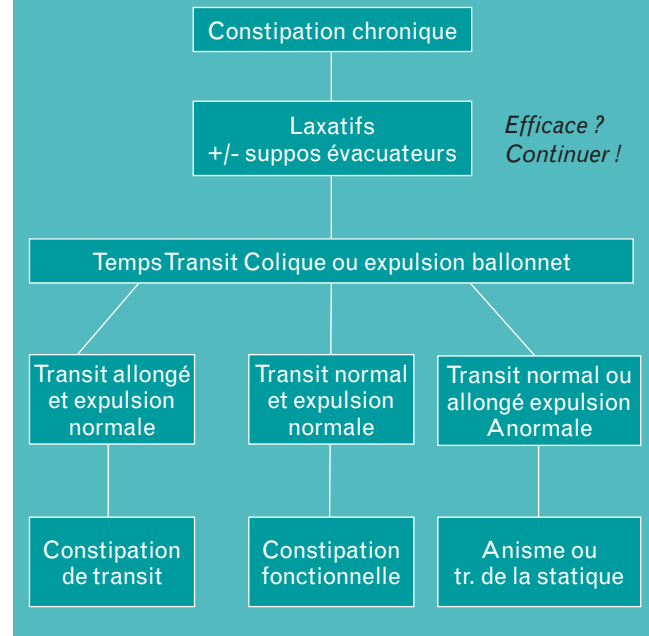 Constipation chronique
Laxatifs
+/- suppos évacuateurs
Efficace ?
Continuer !
Temps Transit Colique ou expulsion ballonnet
Transit allongé
et expulsion
normale
Transit normal
et expulsion
normale
Transit normal ou
allongé expulsion
Anormale
Constipation
de transit
Constipation
fonctionnelle
Anisme ou
tr. de la statique